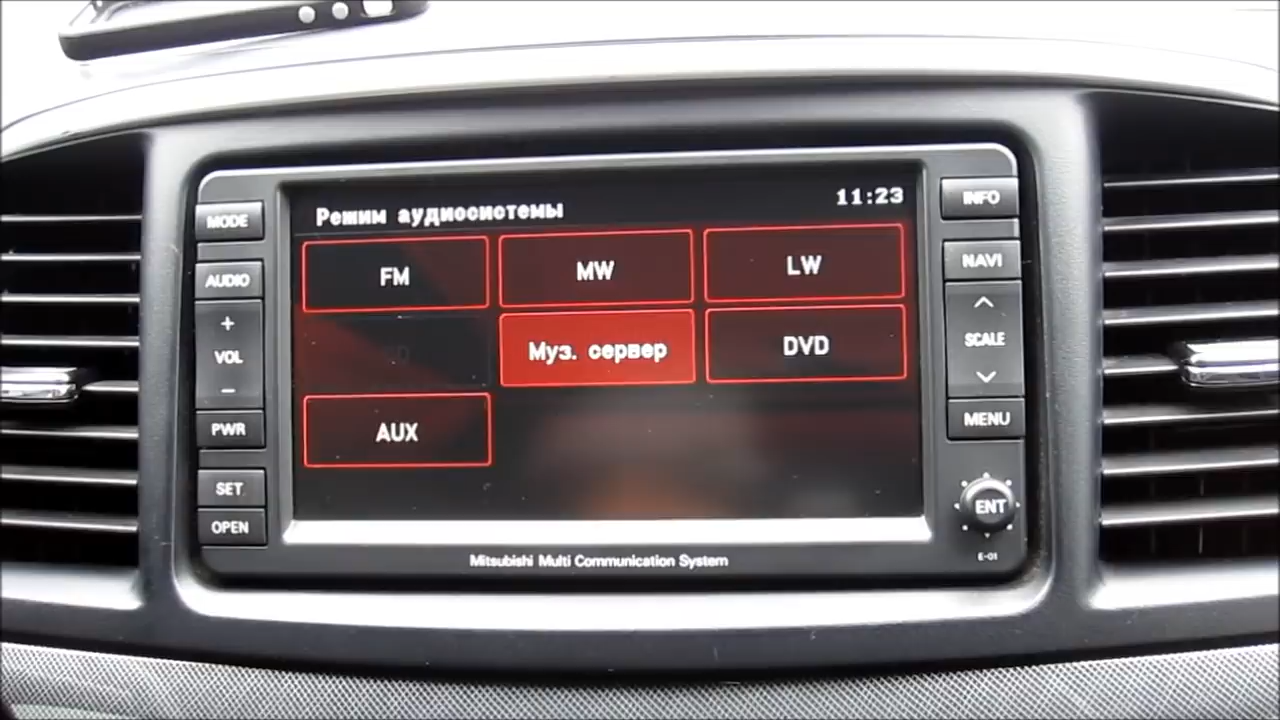 Режим аудиосистемы 11:23
FM MW LW
Муз. сервер DVD
AUX
MODE
AUDIO
+
VOL
−
PWR
SET
OPEN
INFO
NAVI
SCALE
MENU
ENT
E-01
Mitsubishi Multi Communication System